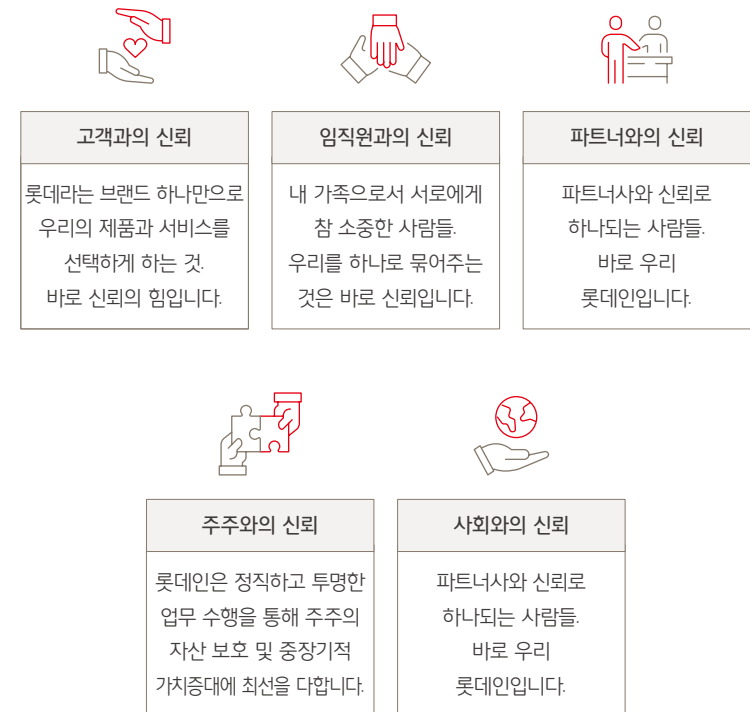 고객과의 신뢰
롯데라는 브랜드 하나만으로
우리의 제품과 서비스를
선택하게 하는 것.
바로 신뢰의 힘입니다.
임직원과의 신뢰
내 가족으로서 서로에게
참 소중한 사람들.
우리를 하나로 묶어주는
것은 바로 신뢰입니다.
파트너와의 신뢰
파트너사와 신뢰로
하나되는 사람들.
바로 우리
롯데인입니다.
주주와의 신뢰
롯데인은 정직하고 투명한
업무 수행을 통해 주주의
자산 보호 및 중장기적
가치증대에 최선을 다합니다.
사회와의 신뢰
파트너사와 신뢰로
하나되는 사람들.
바로 우리
롯데인입니다.